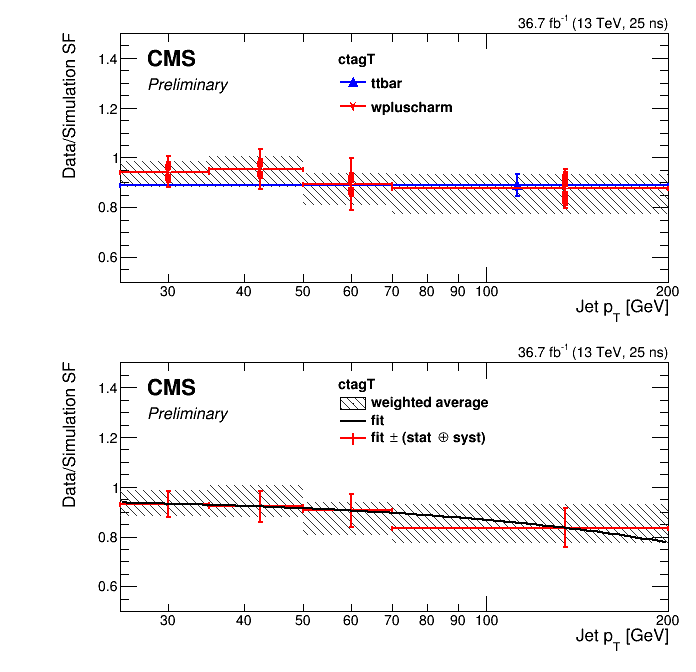 36.7 fb-1 (13 TeV, 25 ns)
Data/Simulation SF
CMS
Preliminary
ctagT
ttbar
wpluscharm
1.4
1.2
1
0.8
0.6
30 40 50 60 70 80 90 100 200
Jet pT [GeV]
36.7 fb-1 (13 TeV, 25 ns)
Data/Simulation SF
CMS
Preliminary
ctagT
weighted average
fit
fit ± (stat ⊕ syst)
1.4
1.2
1
0.8
0.6
30 40 50 60 70 80 90 100 200
Jet pT [GeV]